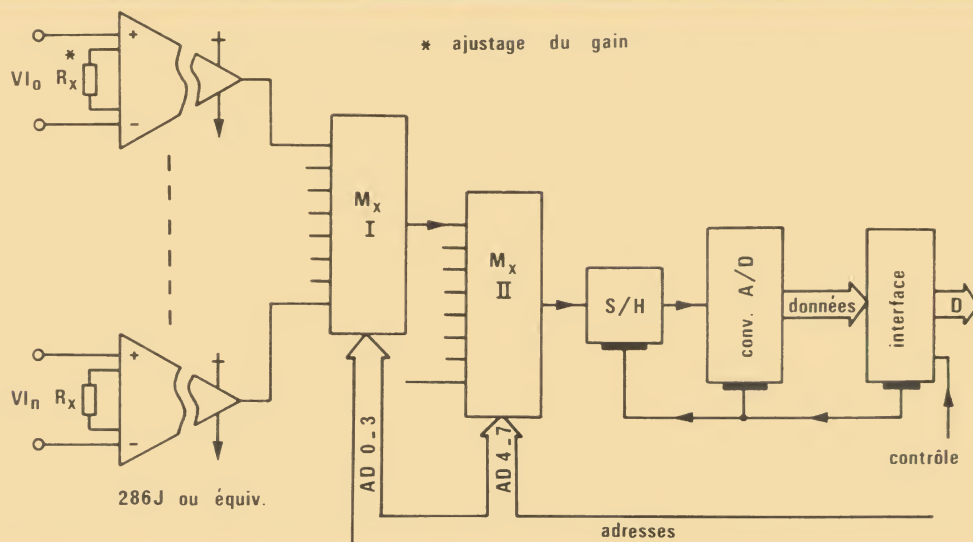 * ajustage du gain
+
VI₀ Rₓ *
−
Mₓ
I
Mₓ
II
S/H
conv. A/D
données
interface
D
+
VIₙ Rₓ
−
AD 0_3
AD 4_7
contrôle
286J ou équiv.
adresses